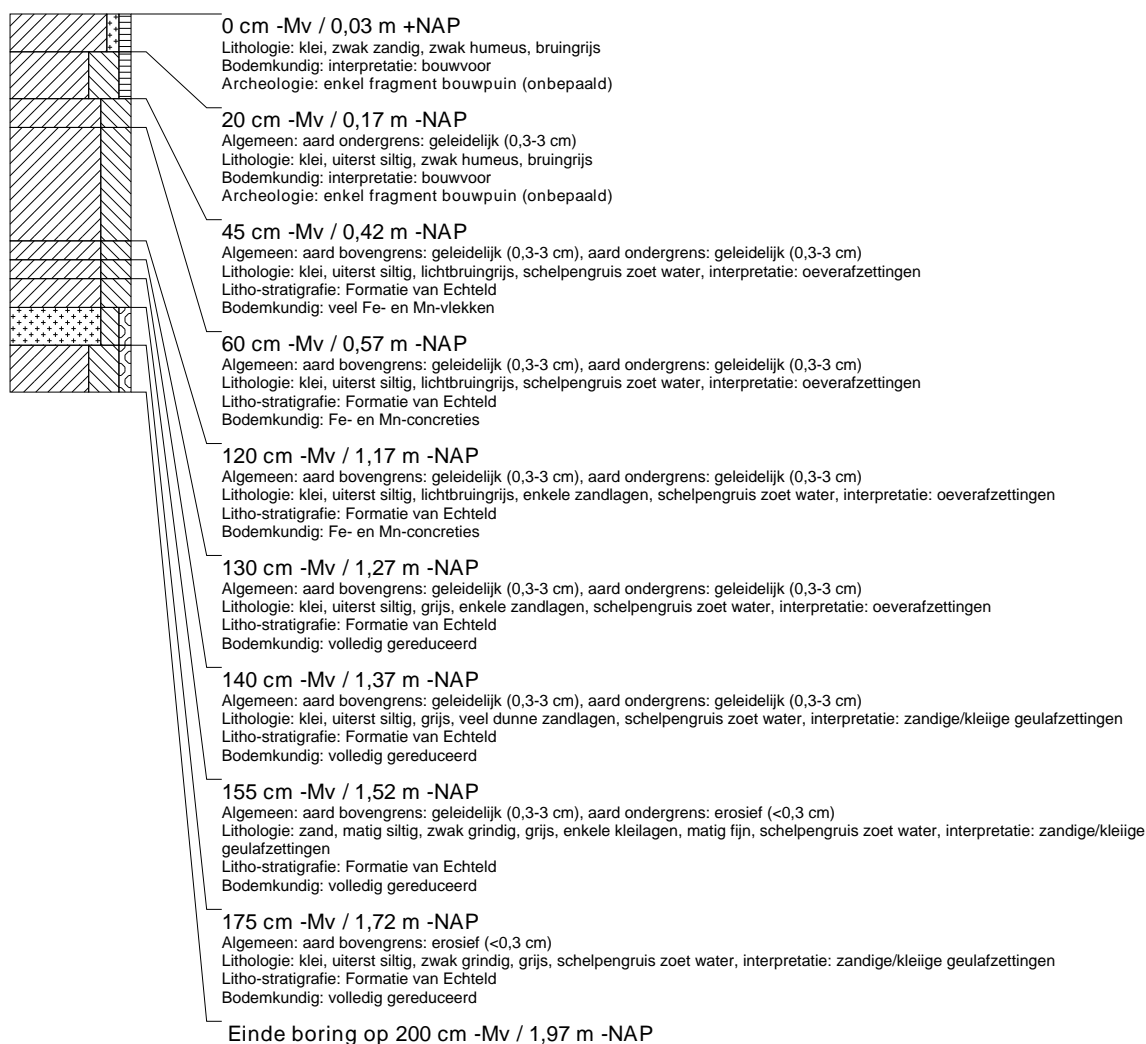 0 cm -Mv / 0,03 m +NAP
Lithologie: klei, zwak zandig, zwak humeus, bruingrijs
Bodemkundig: interpretatie: bouwvoor
Archeologie: enkel fragment bouwpuin (onbepaald)
20 cm -Mv / 0,17 m -NAP
Algemeen: aard ondergrens: geleidelijk (0,3-3 cm)
Lithologie: klei, uiterst siltig, zwak humeus, bruingrijs
Bodemkundig: interpretatie: bouwvoor
Archeologie: enkel fragment bouwpuin (onbepaald)
45 cm -Mv / 0,42 m -NAP
Algemeen: aard bovengrens: geleidelijk (0,3-3 cm), aard ondergrens: geleidelijk (0,3-3 cm)
Lithologie: klei, uiterst siltig, lichtbruingrijs, schelpengruis zoet water, interpretatie: oeverafzettingen
Litho-stratigrafie: Formatie van Echteld
Bodemkundig: veel Fe- en Mn-vlekken
60 cm -Mv / 0,57 m -NAP
Algemeen: aard bovengrens: geleidelijk (0,3-3 cm), aard ondergrens: geleidelijk (0,3-3 cm)
Lithologie: klei, uiterst siltig, lichtbruingrijs, schelpengruis zoet water, interpretatie: oeverafzettingen
Litho-stratigrafie: Formatie van Echteld
Bodemkundig: Fe- en Mn-concreties
120 cm -Mv / 1,17 m -NAP
Algemeen: aard bovengrens: geleidelijk (0,3-3 cm), aard ondergrens: geleidelijk (0,3-3 cm)
Lithologie: klei, uiterst siltig, lichtbruingrijs, enkele zandlagen, schelpengruis zoet water, interpretatie: oeverafzettingen
Litho-stratigrafie: Formatie van Echteld
Bodemkundig: Fe- en Mn-concreties
130 cm -Mv / 1,27 m -NAP
Algemeen: aard bovengrens: geleidelijk (0,3-3 cm), aard ondergrens: geleidelijk (0,3-3 cm)
Lithologie: klei, uiterst siltig, grijs, enkele zandlagen, schelpengruis zoet water, interpretatie: oeverafzettingen
Litho-stratigrafie: Formatie van Echteld
Bodemkundig: volledig gereduceerd
140 cm -Mv / 1,37 m -NAP
Algemeen: aard bovengrens: geleidelijk (0,3-3 cm), aard ondergrens: geleidelijk (0,3-3 cm)
Lithologie: klei, uiterst siltig, grijs, veel dunne zandlagen, schelpengruis zoet water, interpretatie: zandige/kleiige geulafzettingen
Litho-stratigrafie: Formatie van Echteld
Bodemkundig: volledig gereduceerd
155 cm -Mv / 1,52 m -NAP
Algemeen: aard bovengrens: geleidelijk (0,3-3 cm), aard ondergrens: erosief (<0,3 cm)
Lithologie: zand, matig siltig, zwak grindig, grijs, enkele kleilagen, matig fijn, schelpengruis zoet water, interpretatie: zandige/kleiige
geulafzettingen
Litho-stratigrafie: Formatie van Echteld
Bodemkundig: volledig gereduceerd
175 cm -Mv / 1,72 m -NAP
Algemeen: aard bovengrens: erosief (<0,3 cm)
Lithologie: klei, uiterst siltig, zwak grindig, grijs, schelpengruis zoet water, interpretatie: zandige/kleiige geulafzettingen
Litho-stratigrafie: Formatie van Echteld
Bodemkundig: volledig gereduceerd
Einde boring op 200 cm -Mv / 1,97 m -NAP